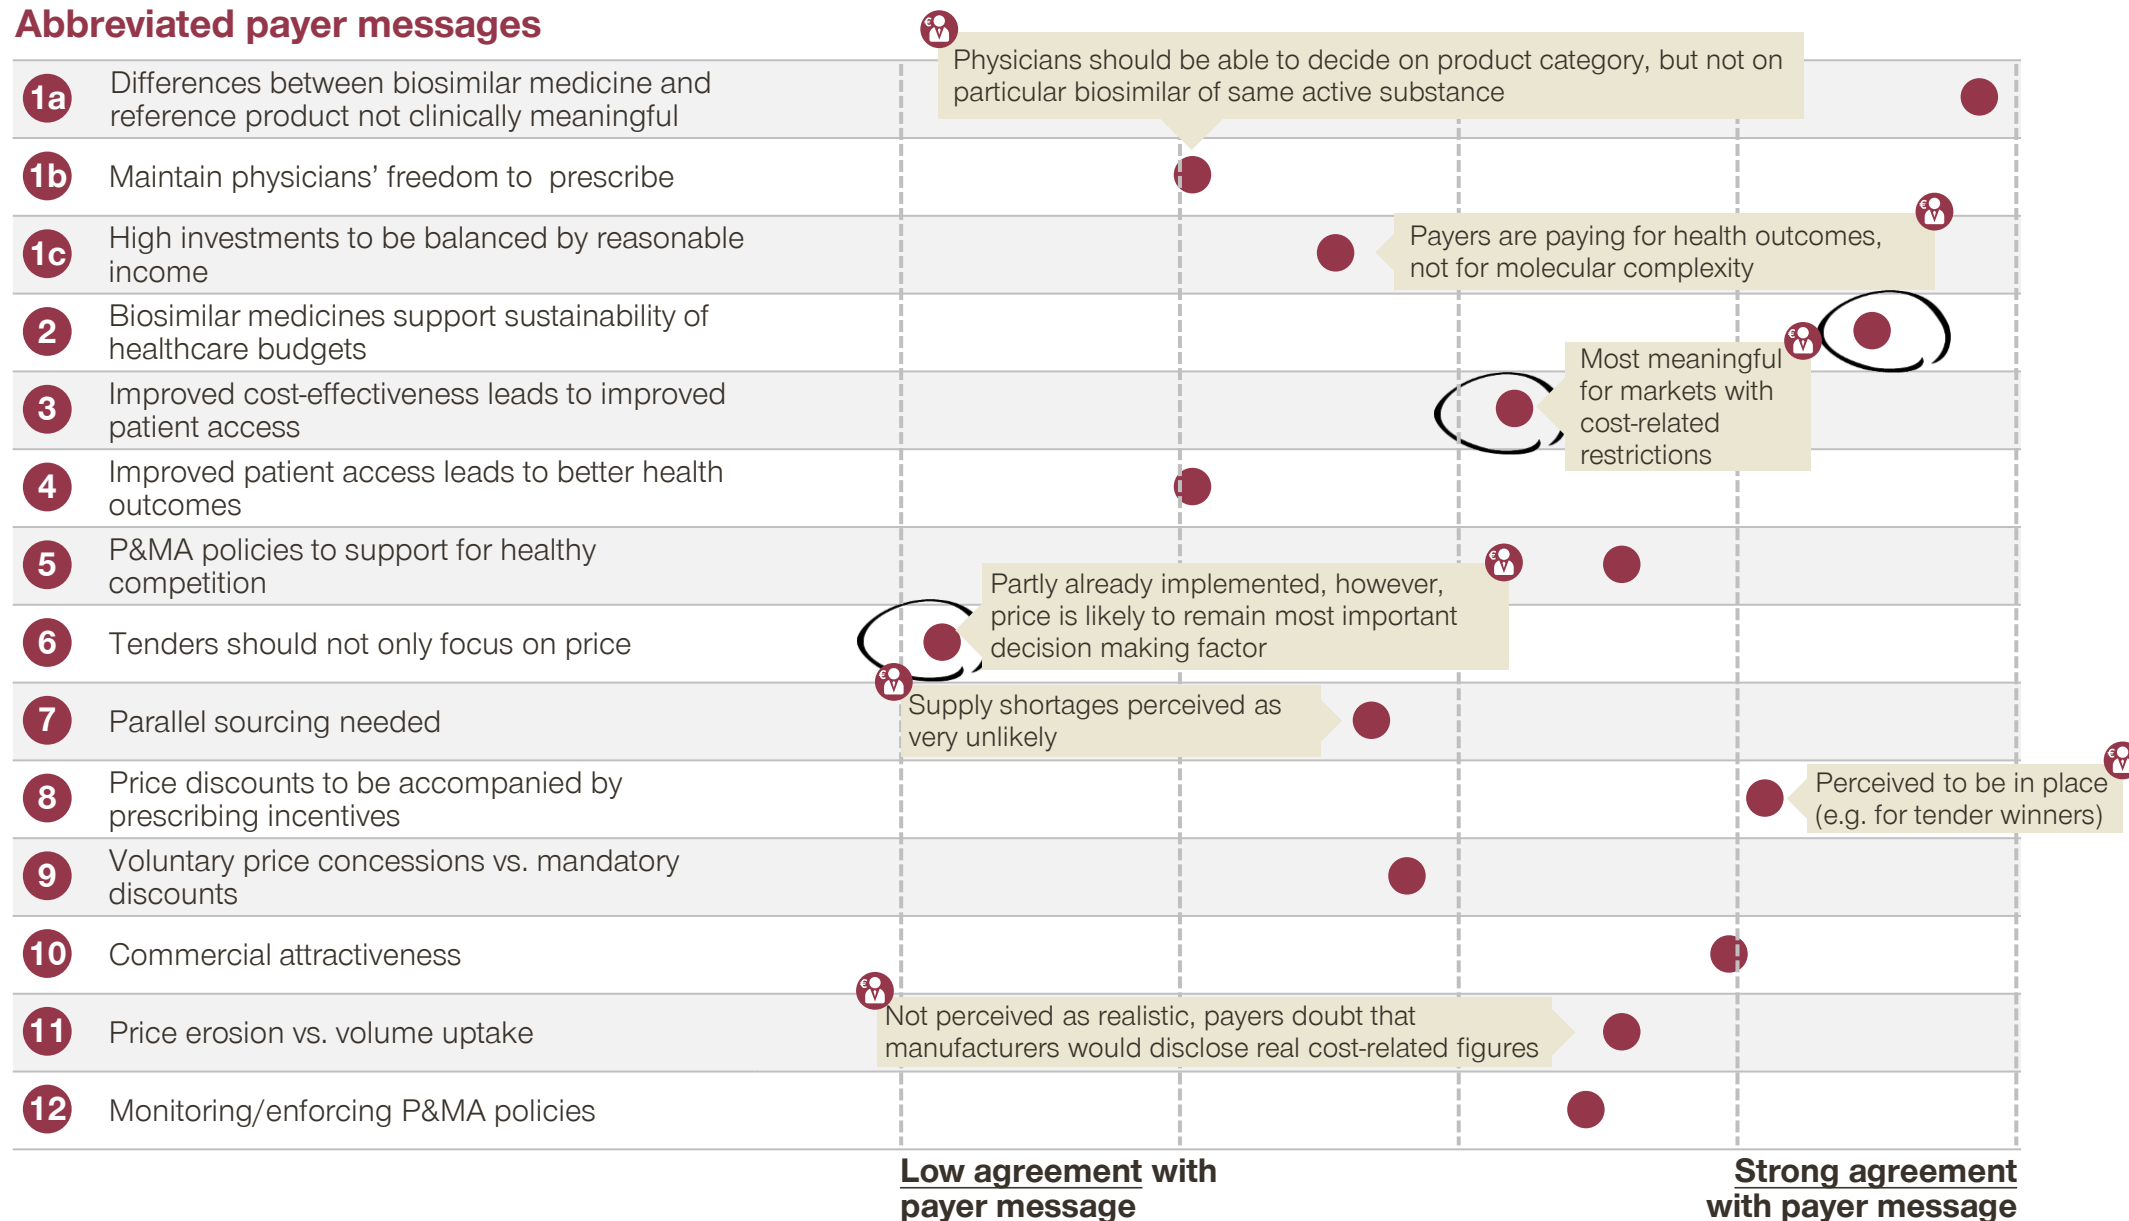 Abbreviated payer messages
Physicians should be able to decide on product category, but not on
particular biosimilar of same active substance
1a
Differences between biosimilar medicine and
reference product not clinically meaningful
1b
Maintain physicians’ freedom to prescribe
1c
High investments to be balanced by reasonable
income
Payers are paying for health outcomes,
not for molecular complexity
2
Biosimilar medicines support sustainability of
healthcare budgets
3
Improved cost-effectiveness leads to improved
patient access
Most meaningful
for markets with
cost-related
restrictions
4
Improved patient access leads to better health
outcomes
5
P&MA policies to support for healthy
competition
6
Tenders should not only focus on price
Partly already implemented, however,
price is likely to remain most important
decision making factor
7
Parallel sourcing needed
Supply shortages perceived as
very unlikely
8
Price discounts to be accompanied by
prescribing incentives
Perceived to be in place
(e.g. for tender winners)
9
Voluntary price concessions vs. mandatory
discounts
10
Commercial attractiveness
11
Price erosion vs. volume uptake
Not perceived as realistic, payers doubt that
manufacturers would disclose real cost-related figures
12
Monitoring/enforcing P&MA policies
Low agreement with
payer message
Strong agreement
with payer message